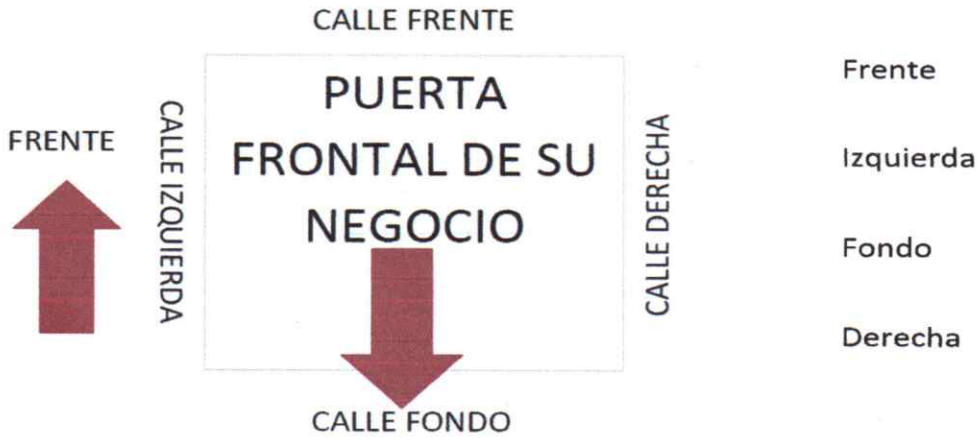 CALLE FRENTE
PUERTA
FRONTAL DE SU
NEGOCIO
FRENTE
CALLE IZQUIERDA
CALLE DERECHA
CALLE FONDO
Frente
Izquierda
Fondo
Derecha